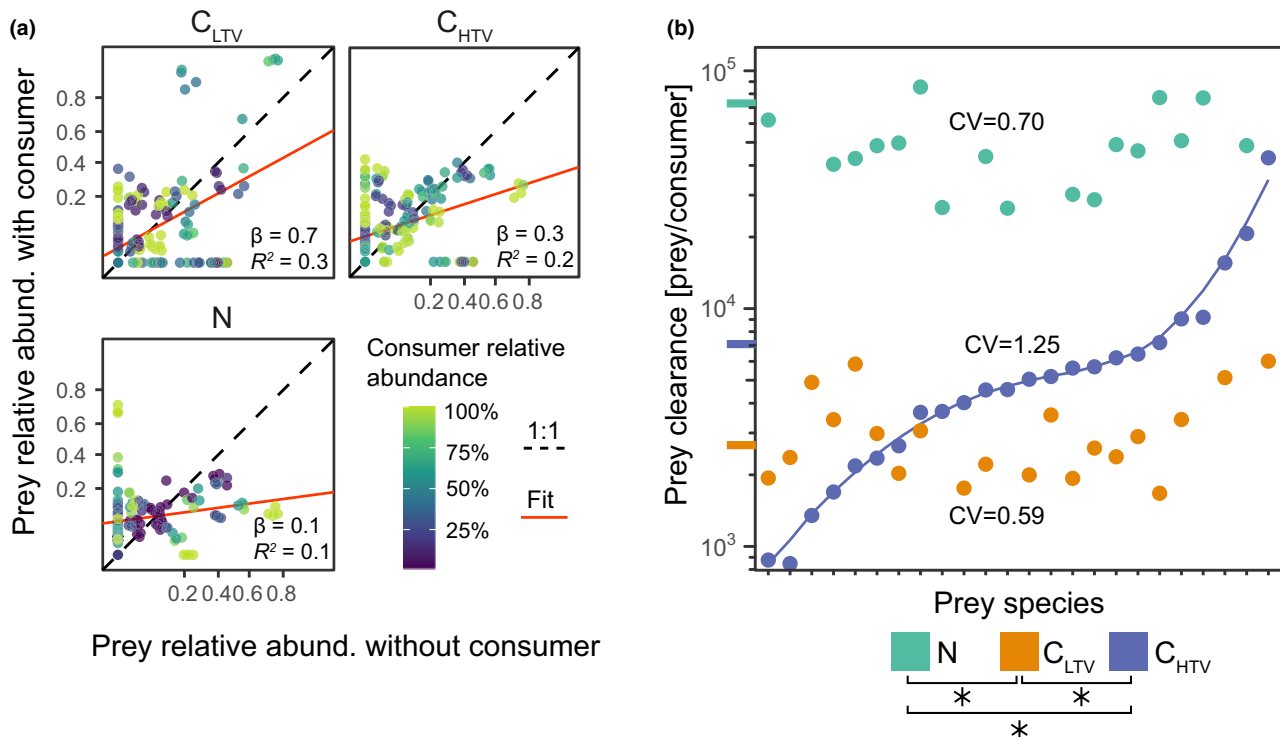 (a)
C_LTV
C_HTV
Prey relative abund. with consumer
0.8
0.6
0.4
0.2
β = 0.7
R² = 0.3
β = 0.3
R² = 0.2
0.2 0.4 0.6 0.8
N
0.8
0.6
0.4
0.2
β = 0.1
R² = 0.1
0.2 0.4 0.6 0.8
Consumer relative
abundance
100%
75%
50%
25%
1:1
Fit
Prey relative abund. without consumer
(b)
Prey clearance [prey/consumer]
10⁵
10⁴
10³
CV=0.70
CV=1.25
CV=0.59
Prey species
N C_LTV C_HTV
* *
*